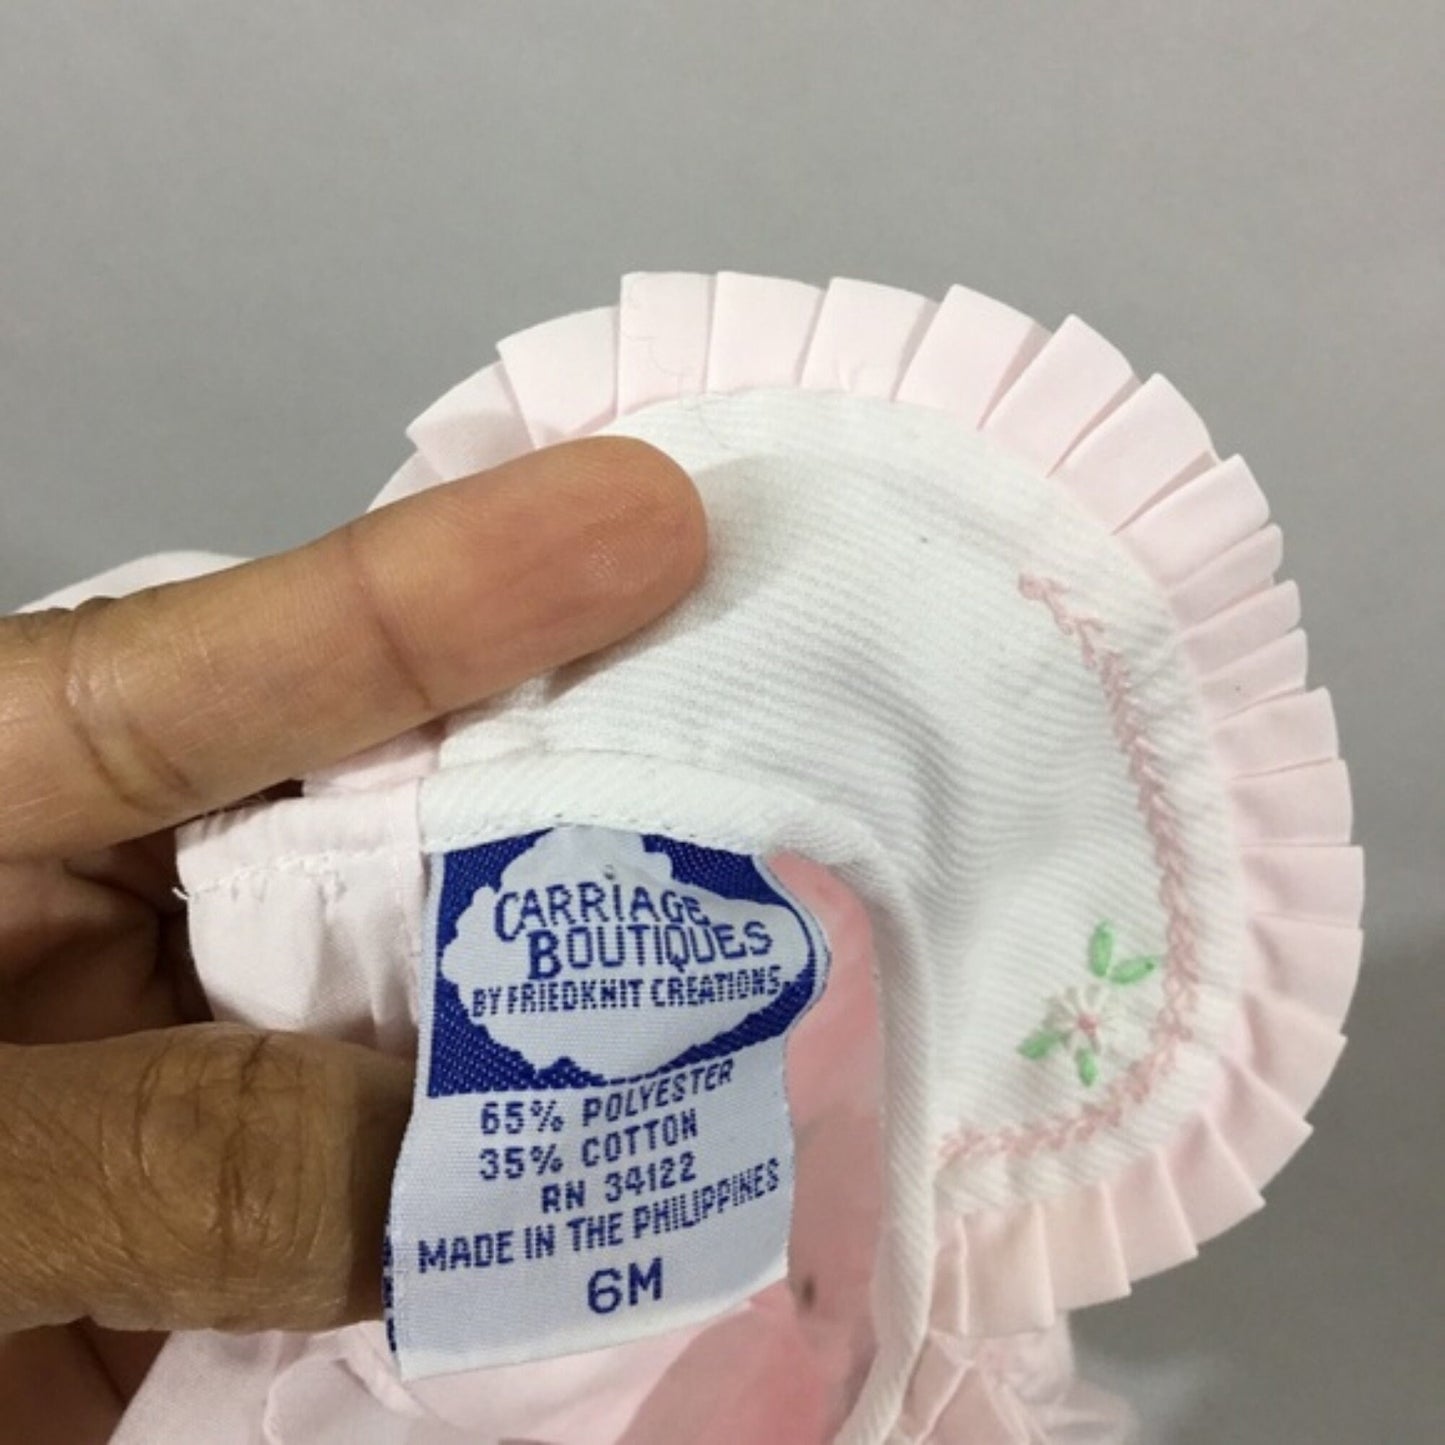 CARRiAGE
BOUTIQUES
BY FRIEDKNIT CREATIONS
65% POLYESTER
35% COTTON
RN 34122
MADE IN THE PHILIPPINES
6M